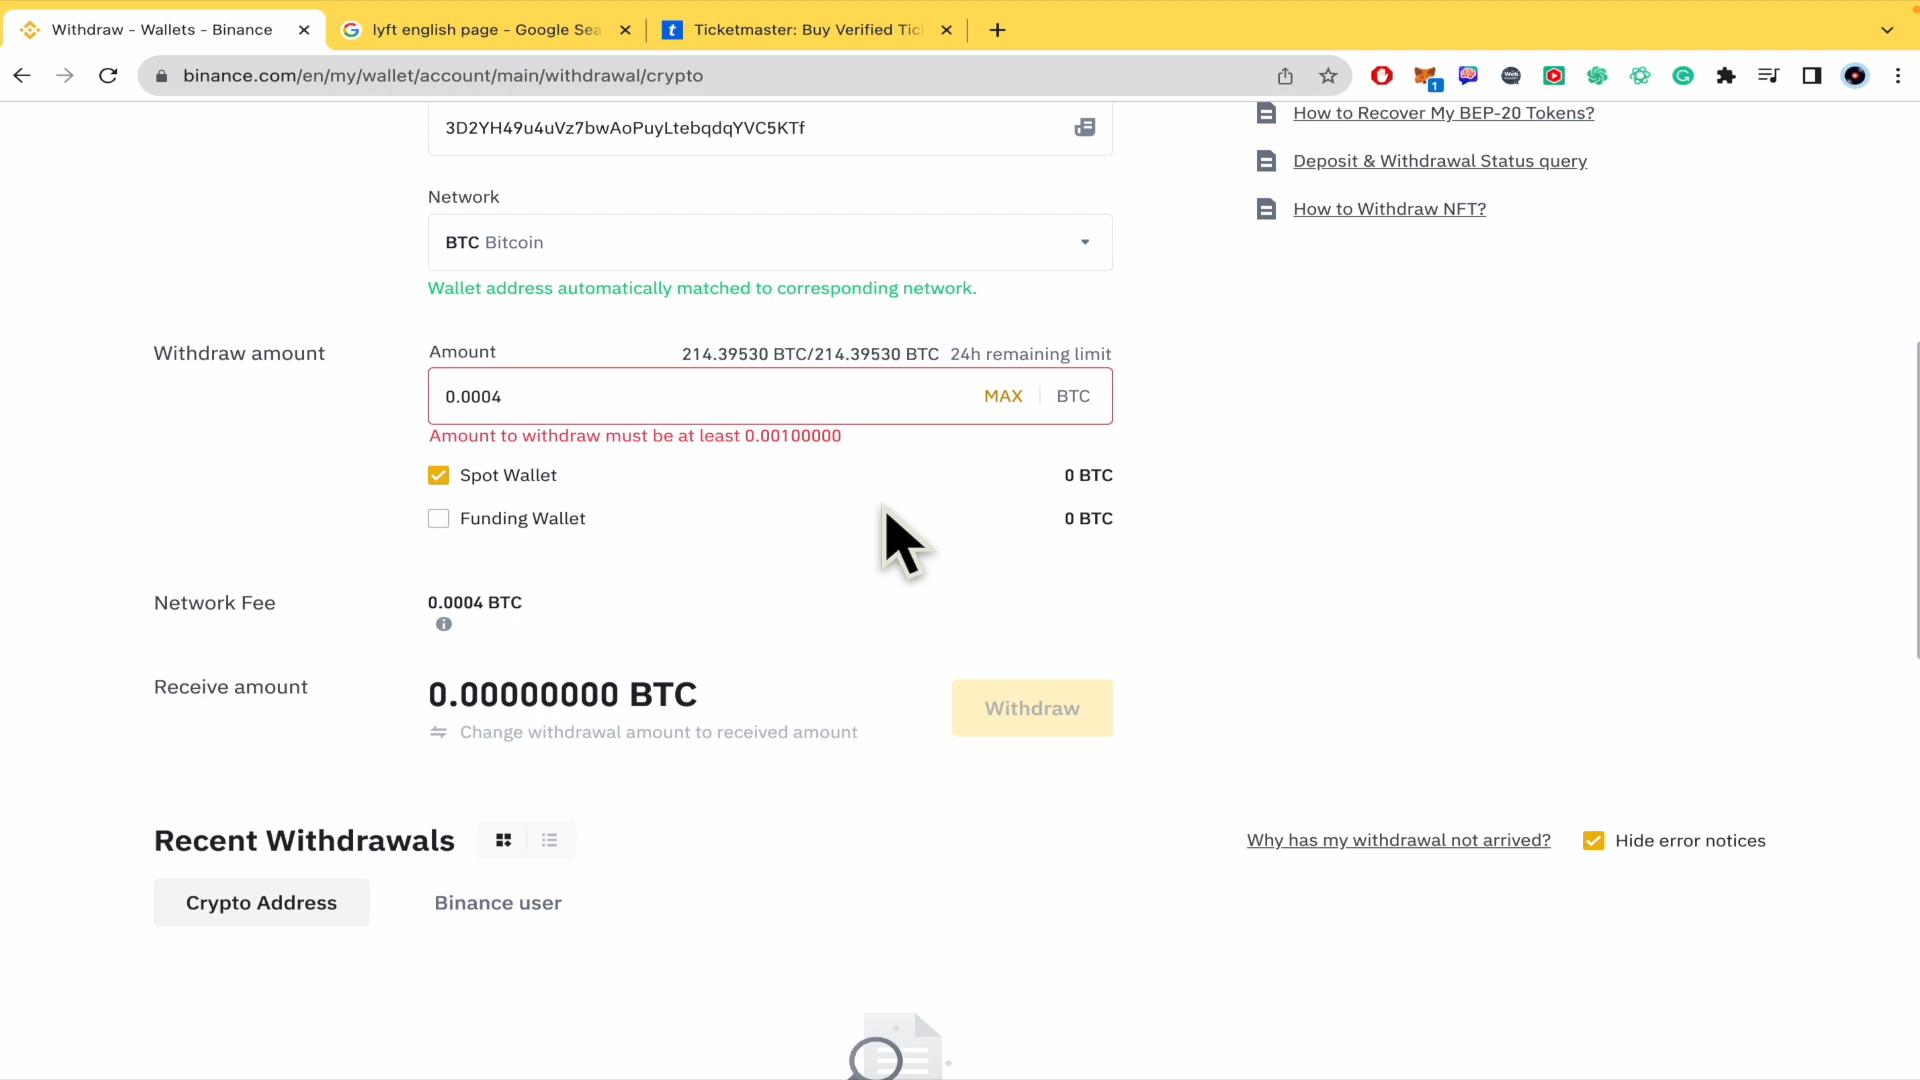 Withdraw - Wallets - Binance
lyft english page - Google Sea
Ticketmaster: Buy Verified Tic
binance.com/en/my/wallet/account/main/withdrawal/crypto
1
3D2YH49u4uVz7bwAoPuyLtebqdqYVC5KTf
How to Recover My BEP-20 Tokens?
Deposit & Withdrawal Status query
How to Withdraw NFT?
Network
BTC Bitcoin
Wallet address automatically matched to corresponding network.
Withdraw amount
Amount 214.39530 BTC/214.39530 BTC 24h remaining limit
0.0004 MAX BTC
Amount to withdraw must be at least 0.00100000
Spot Wallet 0 BTC
Funding Wallet 0 BTC
Network Fee 0.0004 BTC
Receive amount 0.00000000 BTC
Change withdrawal amount to received amount
Withdraw
Recent Withdrawals
Why has my withdrawal not arrived? Hide error notices
Crypto Address Binance user